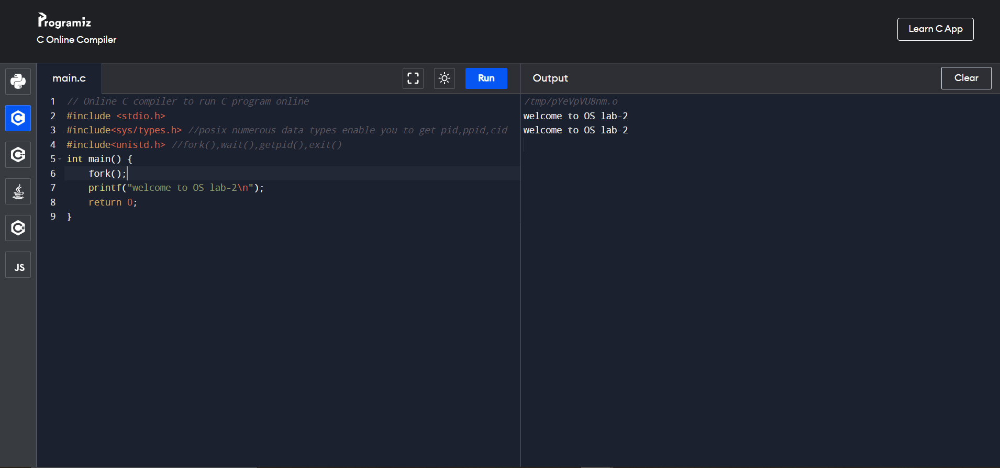 Programiz
C Online Compiler
Learn C App
main.c
Run
Output
Clear
1 // Online C compiler to run C program online
2 #include <stdio.h>
3 #include<sys/types.h> //posix numerous data types enable you to get pid,ppid,cid
4 #include<unistd.h> //fork(),wait(),getpid(),exit()
5 int main() {
6     fork();
7     printf("welcome to OS lab-2\n");
8     return 0;
9 }
/tmp/pYeVpVU8nm.o
welcome to OS lab-2
welcome to OS lab-2
C
C++
C#
JS